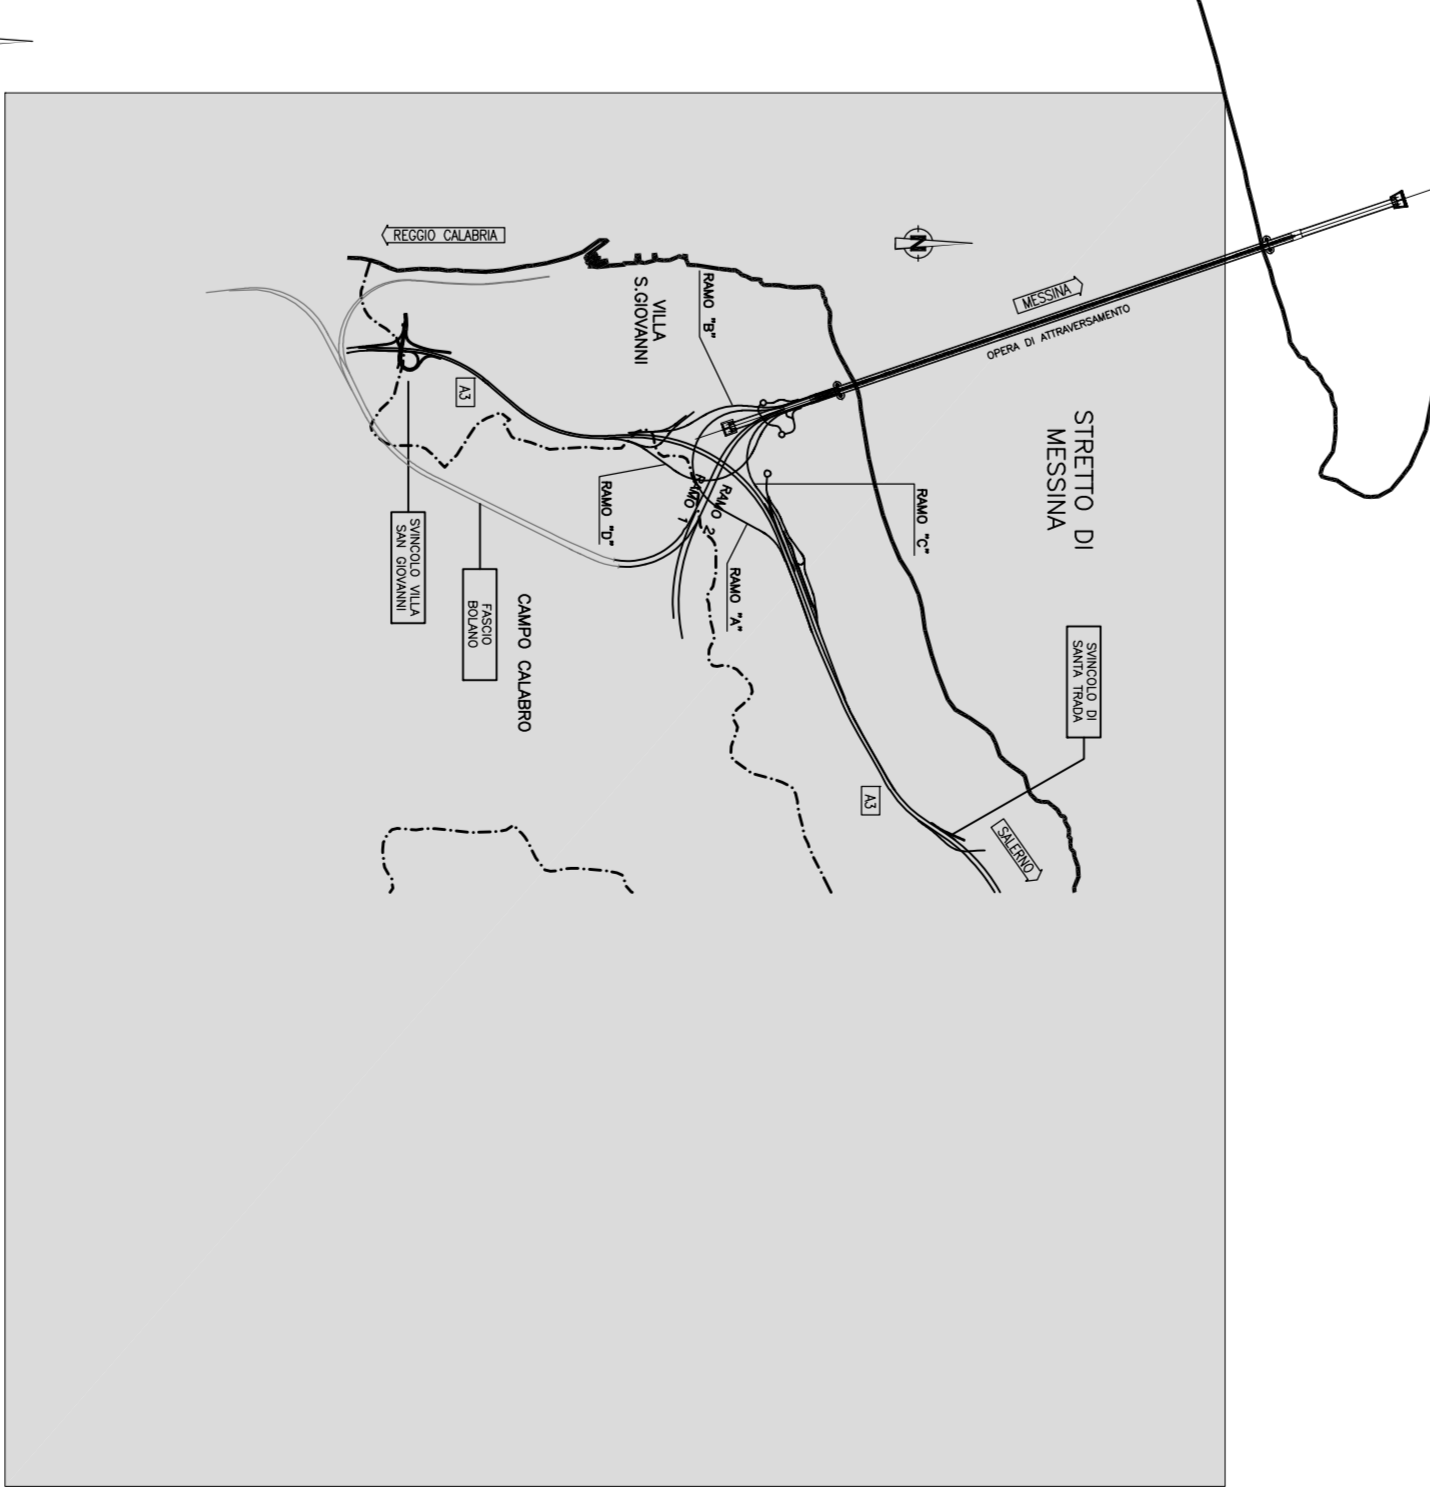 REGGIO CALABRIA
N
MESSINA
OPERA DI ATTRAVERSAMENTO
VILLA
S.GIOVANNI
RAMO "B"
A3
STRETTO DI
MESSINA
RAMO "D"
RAMO 1
RAMO 2
RAMO "C"
RAMO "A"
SVINCOLO VILLA
SAN GIOVANNI
FASCIO
BOLANO
CAMPO CALABRO
SVINCOLO DI
SANTA TRADA
A3
SALERNO